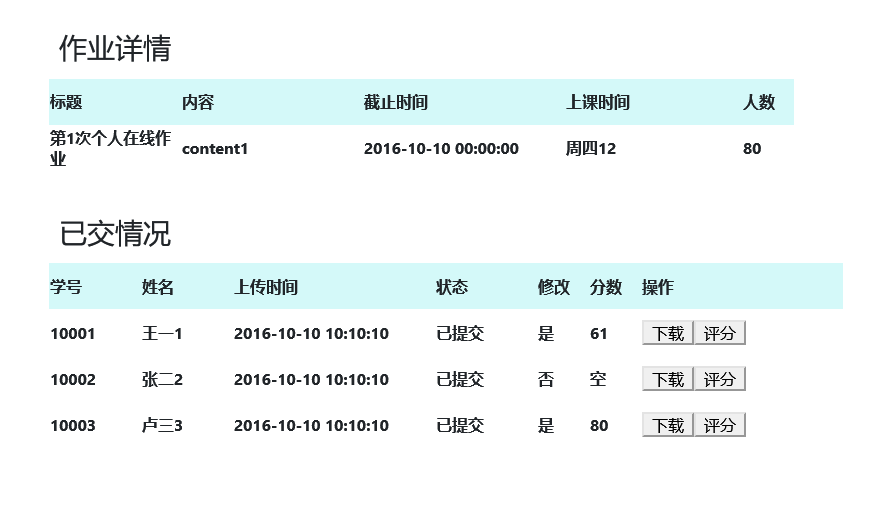 作业详情
标题 内容 截止时间 上课时间 人数
第1次个人在线作
业 content1 2016-10-10 00:00:00 周四12 80
已交情况
学号 姓名 上传时间 状态 修改 分数 操作
10001 王一1 2016-10-10 10:10:10 已提交 是 61 下载 评分
10002 张二2 2016-10-10 10:10:10 已提交 否 空 下载 评分
10003 卢三3 2016-10-10 10:10:10 已提交 是 80 下载 评分